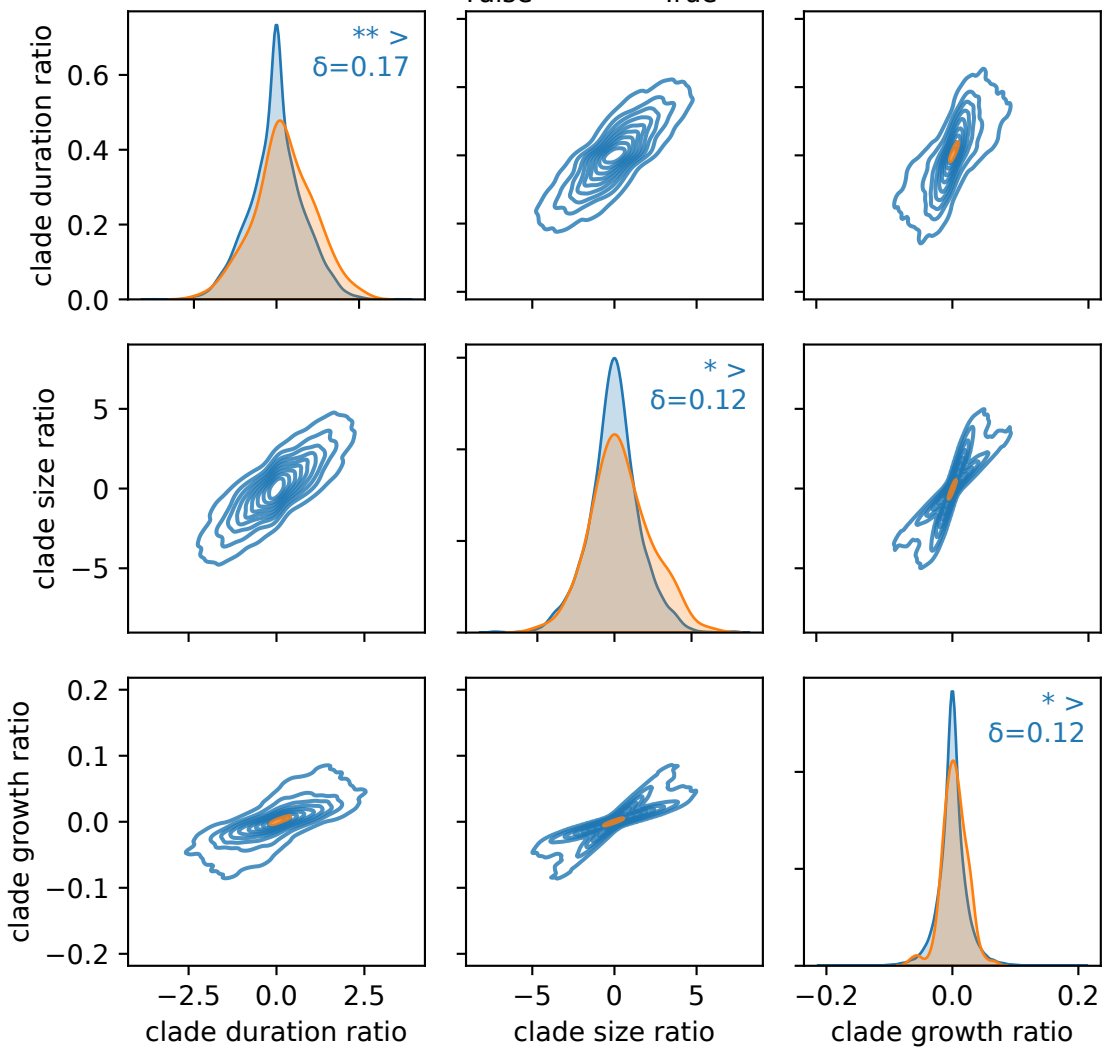 True
clade duration ratio
0.6
0.4
0.2
0.0
** >
δ=0.17
clade size ratio
5
0
−5
* >
δ=0.12
clade growth ratio
0.2
0.1
0.0
−0.1
−0.2
* >
δ=0.12
−2.5 0.0 2.5
−5 0 5
−0.2 0.0 0.2
clade duration ratio
clade size ratio
clade growth ratio